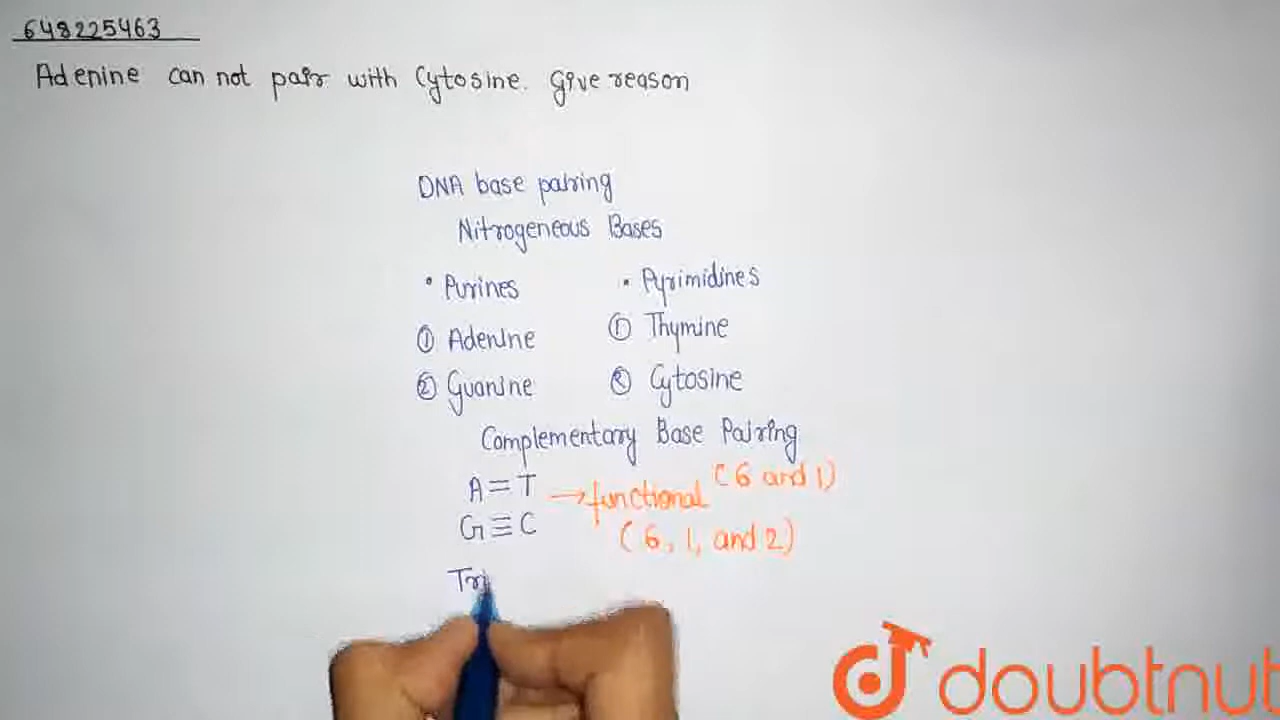 648225463
Adenine can not pair with Cytosine. Give reason
DNA base pairing
Nitrogeneous Bases
• Purines • Pyrimidines
① Adenine ① Thymine
② Guanine ② Cytosine
Complementary Base Pairing
A=T → functional (6 and 1)
G≡C (6, 1, and 2)
Tri
doubtnut